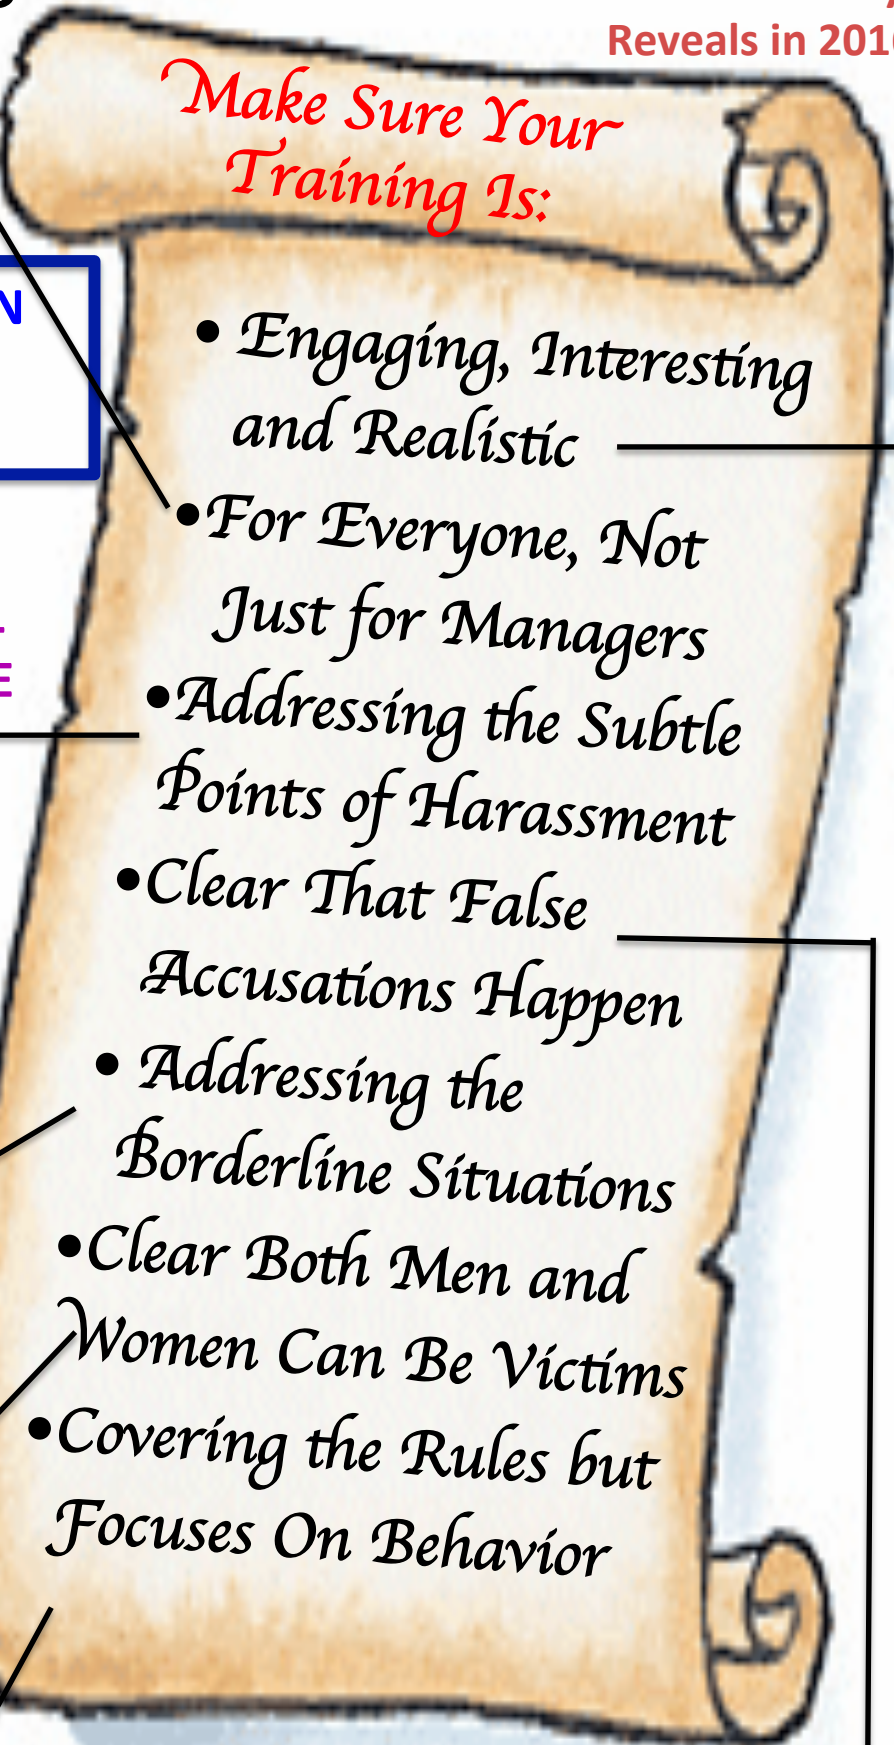 Reveals in 201
Make Sure Your
Training Is:
N
• Engaging, Interesting
and Realistic
•For Everyone, Not
Just for Managers
E
•Addressing the Subtle
Points of Harassment
•Clear That False
Accusations Happen
• Addressing the
Borderline Situations
•Clear Both Men and
Women Can Be Victims
•Covering the Rules but
Focuses On Behavior